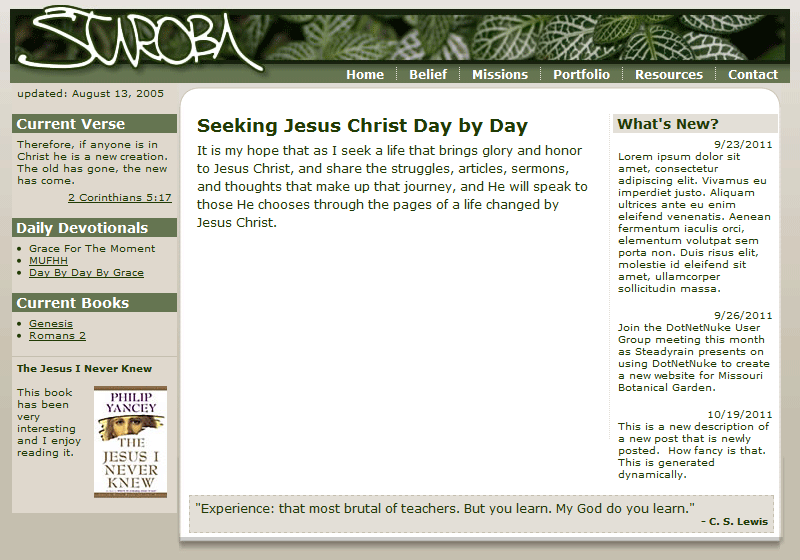 STAROBA
Home Belief Missions Portfolio Resources Contact
updated: August 13, 2005
Current Verse
Therefore, if anyone is in
Christ he is a new creation.
The old has gone, the new
has come.
2 Corinthians 5:17
Daily Devotionals
Grace For The Moment
MUFHH
Day By Day By Grace
Current Books
Genesis
Romans 2
The Jesus I Never Knew
This book
has been
very
interesting
and I enjoy
reading it.
PHILIP
YANCEY
THE
JESUS I
NEVER
KNEW
Seeking Jesus Christ Day by Day
It is my hope that as I seek a life that brings glory and honor
to Jesus Christ, and share the struggles, articles, sermons,
and thoughts that make up that journey, and He will speak to
those He chooses through the pages of a life changed by
Jesus Christ.
What's New?
9/23/2011
Lorem ipsum dolor sit
amet, consectetur
adipiscing elit. Vivamus eu
imperdiet justo. Aliquam
ultrices ante eu enim
eleifend venenatis. Aenean
fermentum iaculis orci,
elementum volutpat sem
porta non. Duis risus elit,
molestie id eleifend sit
amet, ullamcorper
sollicitudin massa.
9/26/2011
Join the DotNetNuke User
Group meeting this month
as Steadyrain presents on
using DotNetNuke to create
a new website for Missouri
Botanical Garden.
10/19/2011
This is a new description of
a new post that is newly
posted.  How fancy is that.
This is generated
dynamically.
"Experience: that most brutal of teachers. But you learn. My God do you learn."
- C. S. Lewis